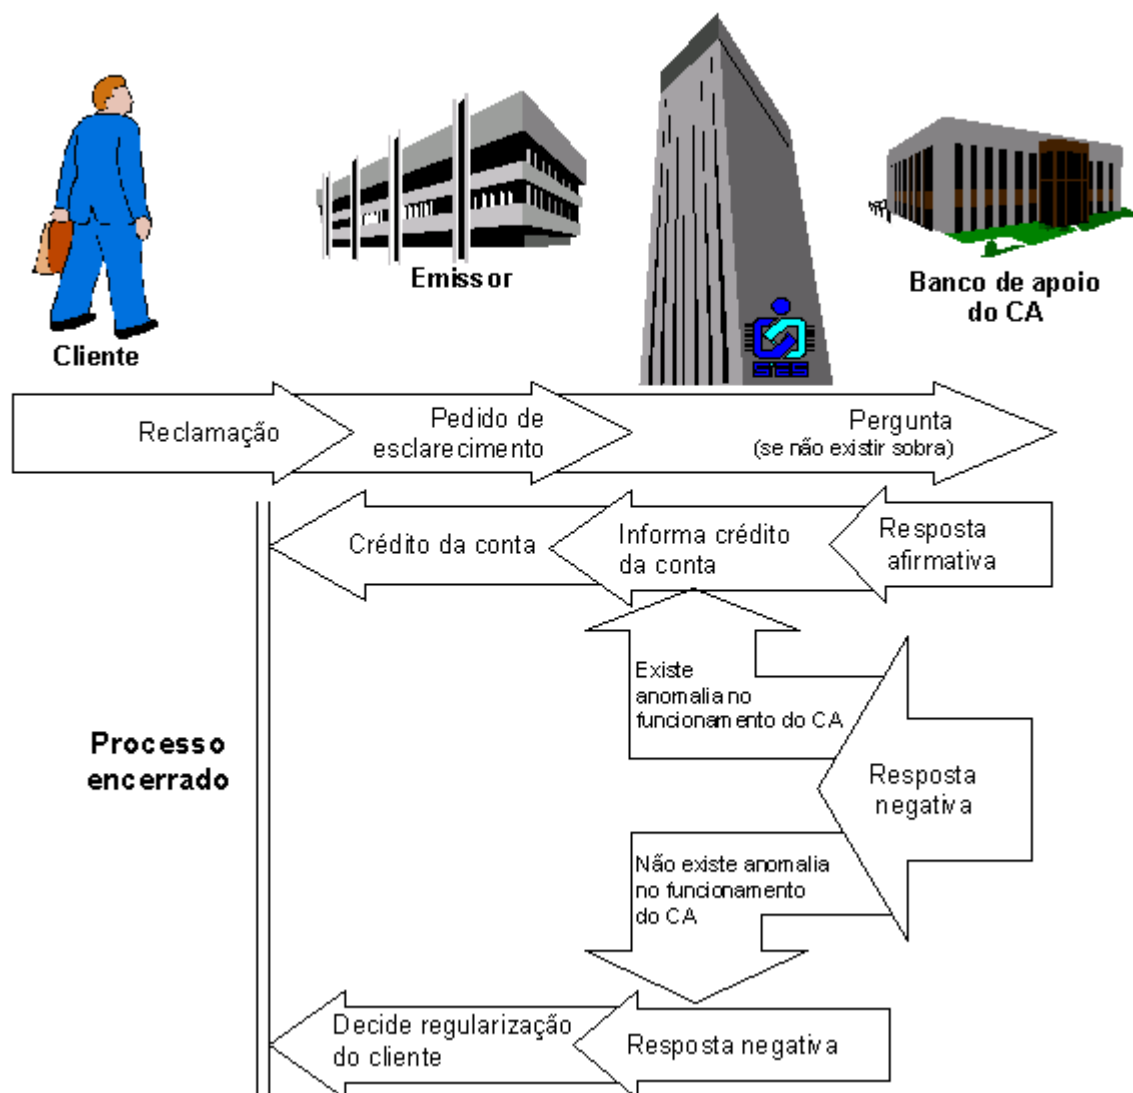 Emissor
Banco de apoio
do CA
Cliente
SIBS
Reclamação
Pedido de
esclarecimento
Pergunta
(se não existir sobra)
Crédito da conta
Informa crédito
da conta
Resposta
afirmativa
Existe
anomalia no
funcionamento do CA
Processo
encerrado
Resposta
negativa
Não existe anomalia
no funcionamento
do CA
Decide regularização
do cliente
Resposta negativa